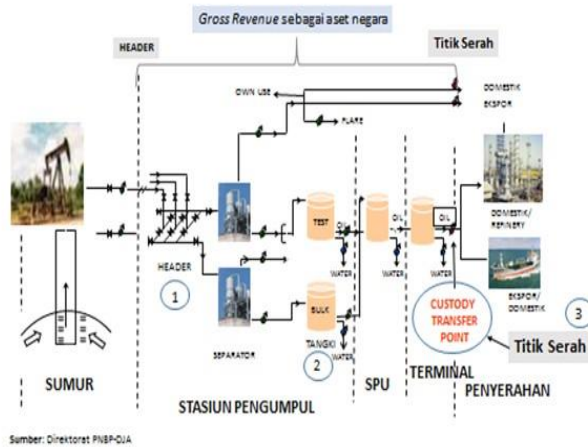 Gross Revenue sebagai aset negara
HEADER
Titik Serah
OWN USE
FLARE
DOMESTIK
EKSPOR
TEST
OIL
WATER
OIL
WATER
OIL
WATER
DOMESTIK/
REFINERY
HEADER
1
BULK
SEPARATOR
TANGKI
WATER
2
CUSTODY
TRANSFER
POINT
EKSPOR/
DOMESTIK
3
Titik Serah
SUMUR
STASIUN PENGUMPUL
SPU
TERMINAL
PENYERAHAN
Sumber: Direktorat PNBP-DJA